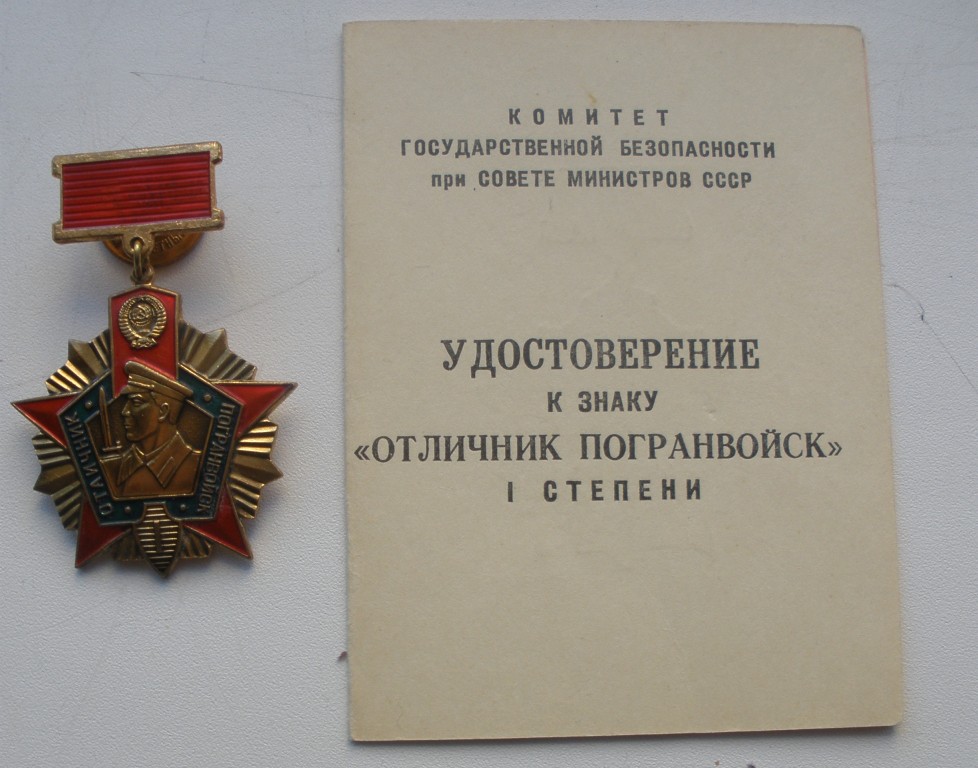 ОТЛИЧНИК
ПОГРАНВОЙСК
I
КОМИТЕТ
ГОСУДАРСТВЕННОЙ БЕЗОПАСНОСТИ
при СОВЕТЕ МИНИСТРОВ СССР
УДОСТОВЕРЕНИЕ
К ЗНАКУ
«ОТЛИЧНИК ПОГРАНВОЙСК»
I СТЕПЕНИ